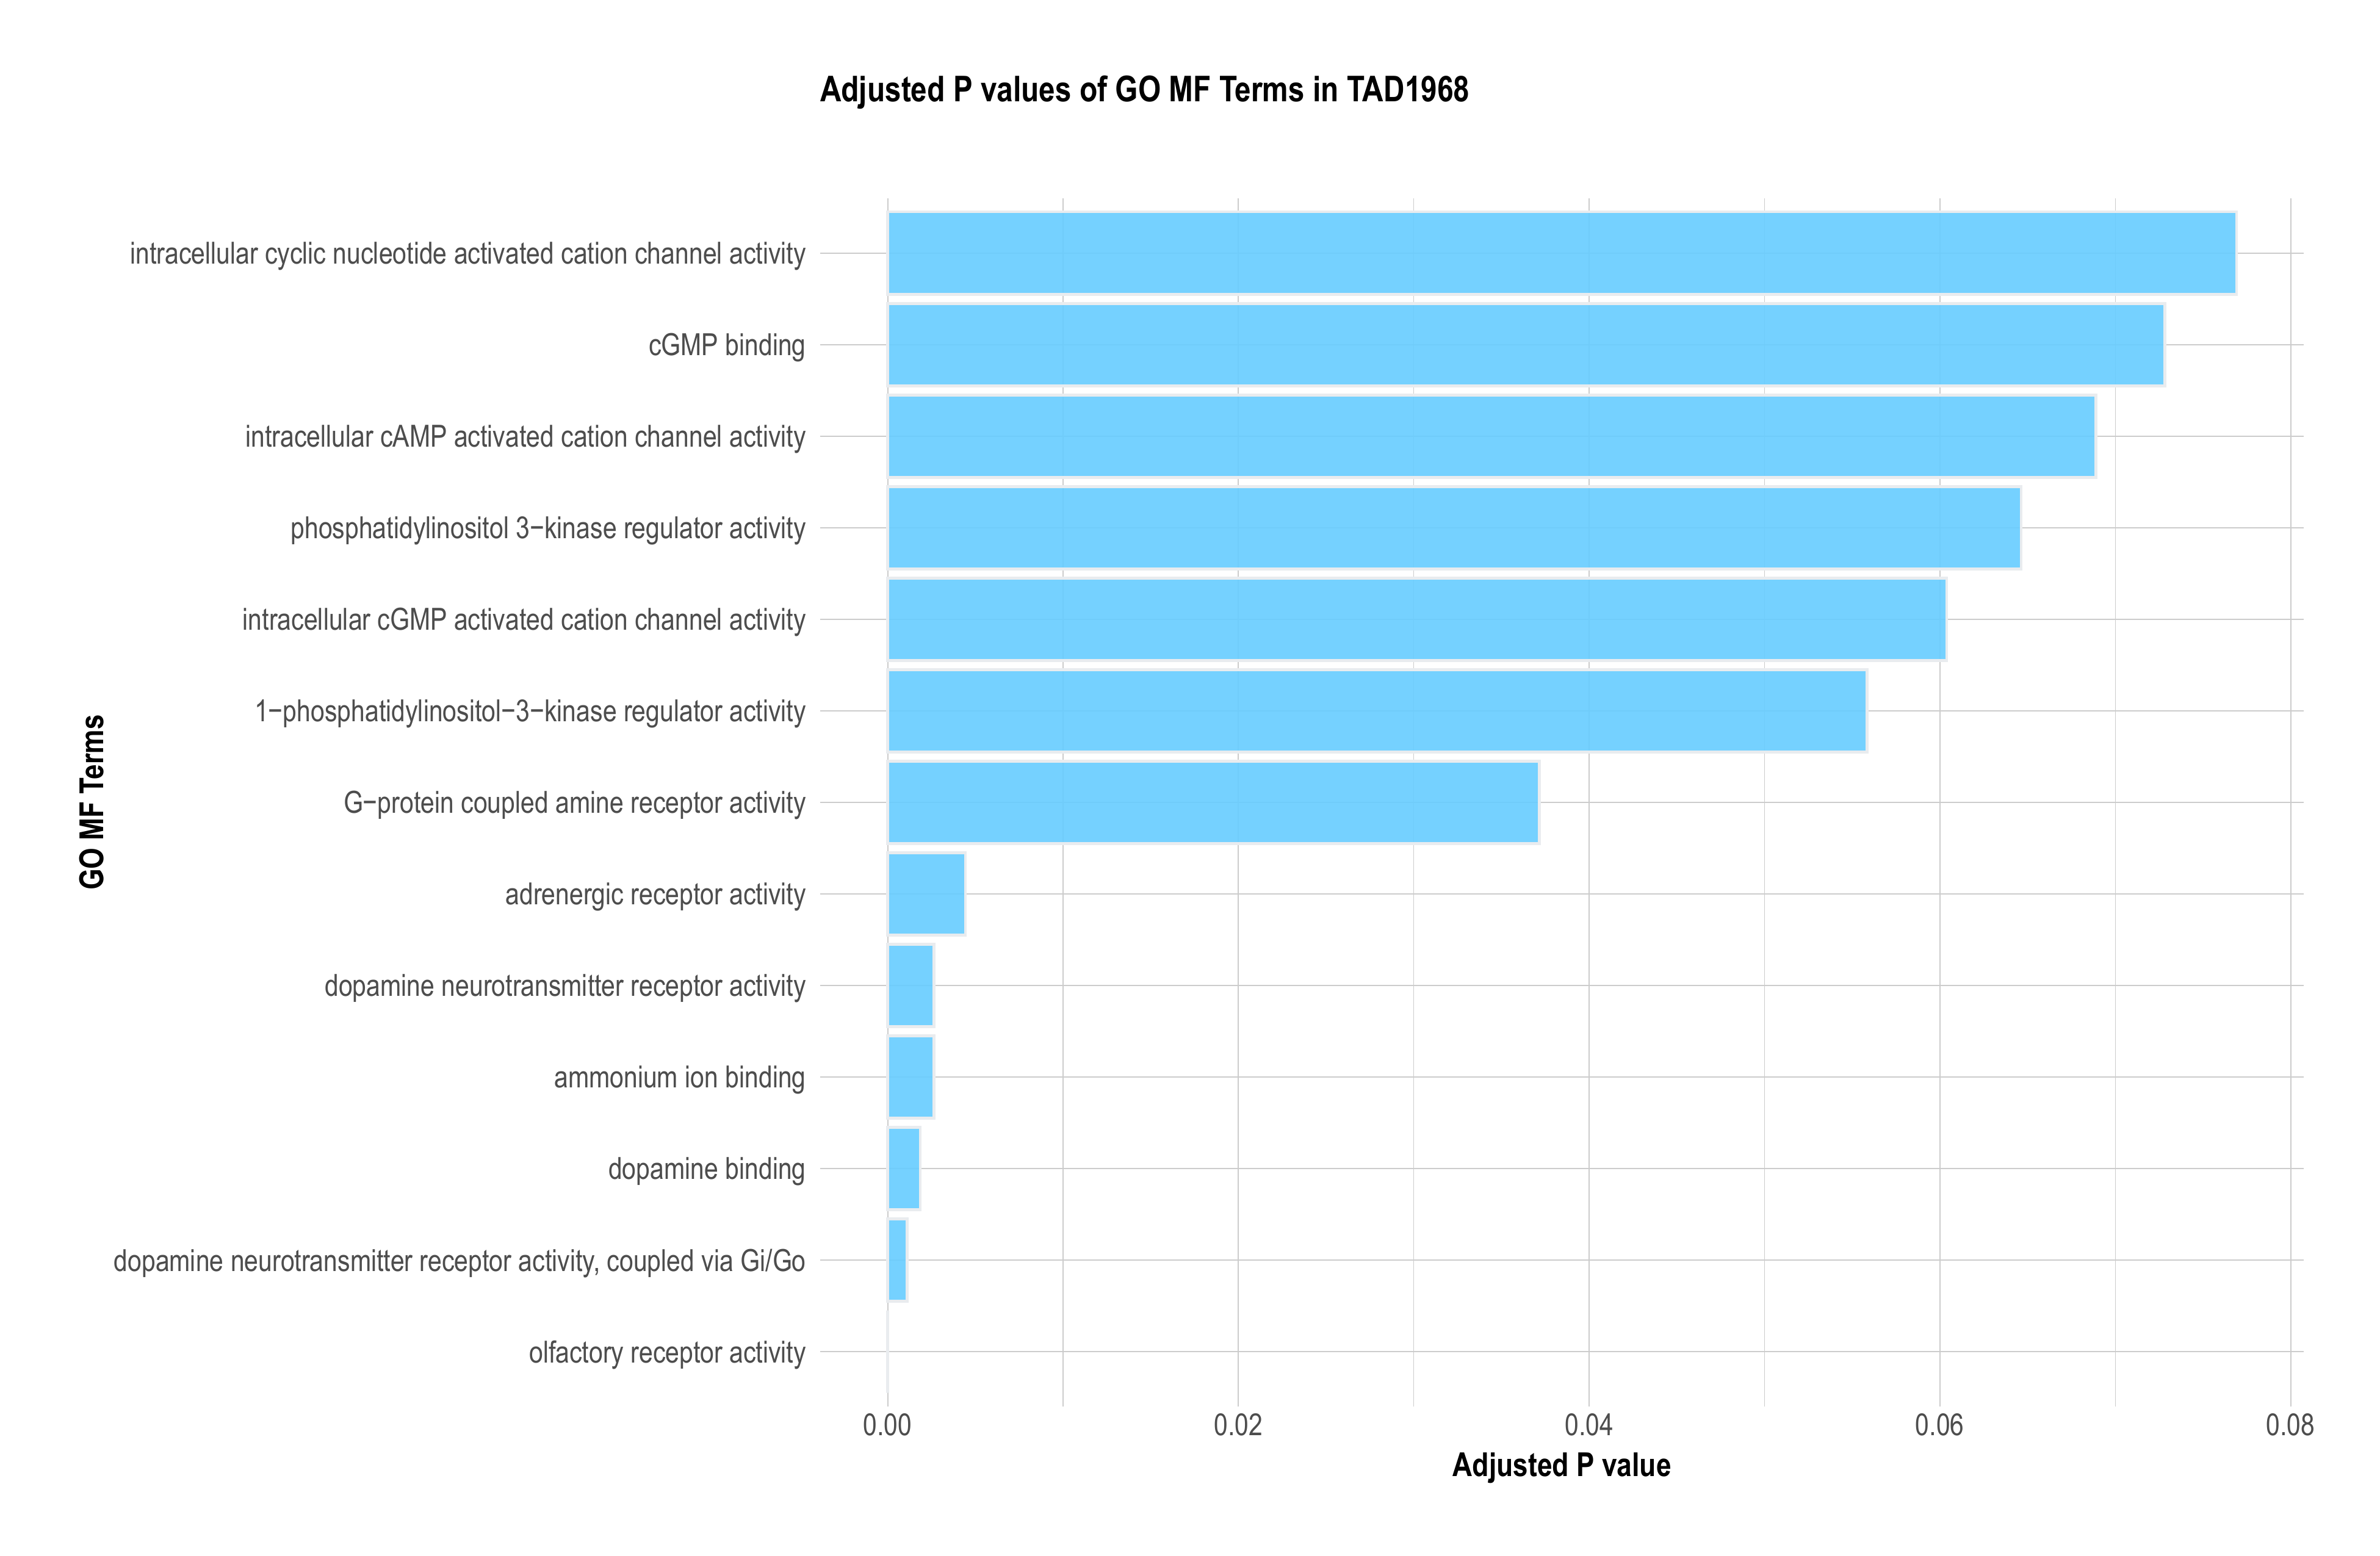 Adjusted P values of GO MF Terms in TAD1968
GO MF Terms
intracellular cyclic nucleotide activated cation channel activity
cGMP binding
intracellular cAMP activated cation channel activity
phosphatidylinositol 3−kinase regulator activity
intracellular cGMP activated cation channel activity
1−phosphatidylinositol−3−kinase regulator activity
G−protein coupled amine receptor activity
adrenergic receptor activity
dopamine neurotransmitter receptor activity
ammonium ion binding
dopamine binding
dopamine neurotransmitter receptor activity, coupled via Gi/Go
olfactory receptor activity
0.00 0.02 0.04 0.06 0.08
Adjusted P value